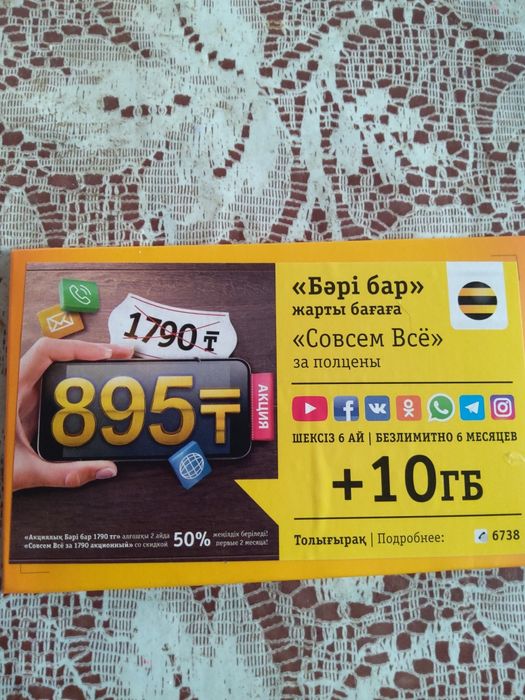 «Бәрі бар»
жарты бағаға
«Совсем Всё»
за полцены
1790 ₸
895₸
АКЦИЯ
ШЕКСІЗ 6 АЙ | БЕЗЛИМИТНО 6 МЕСЯЦЕВ
+10ГБ
Толығырақ | Подробнее: 6738
«Акциялық Бәрі бар 1790 тг» алғашқы 2 айда 50% жеңілдік беріледі!
«Совсем Всё за 1790 акционный» со скидкой первые 2 месяца!